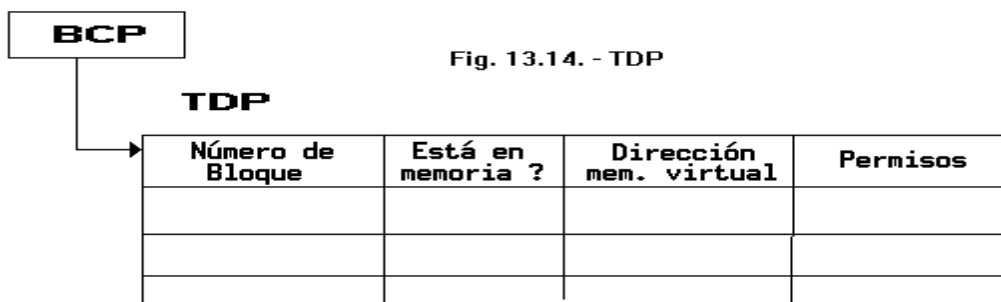 BCP
Fig. 13.14. - TDP
TDP
Número de
Bloque
Está en
memoria ?
Dirección
mem. virtual
Permisos